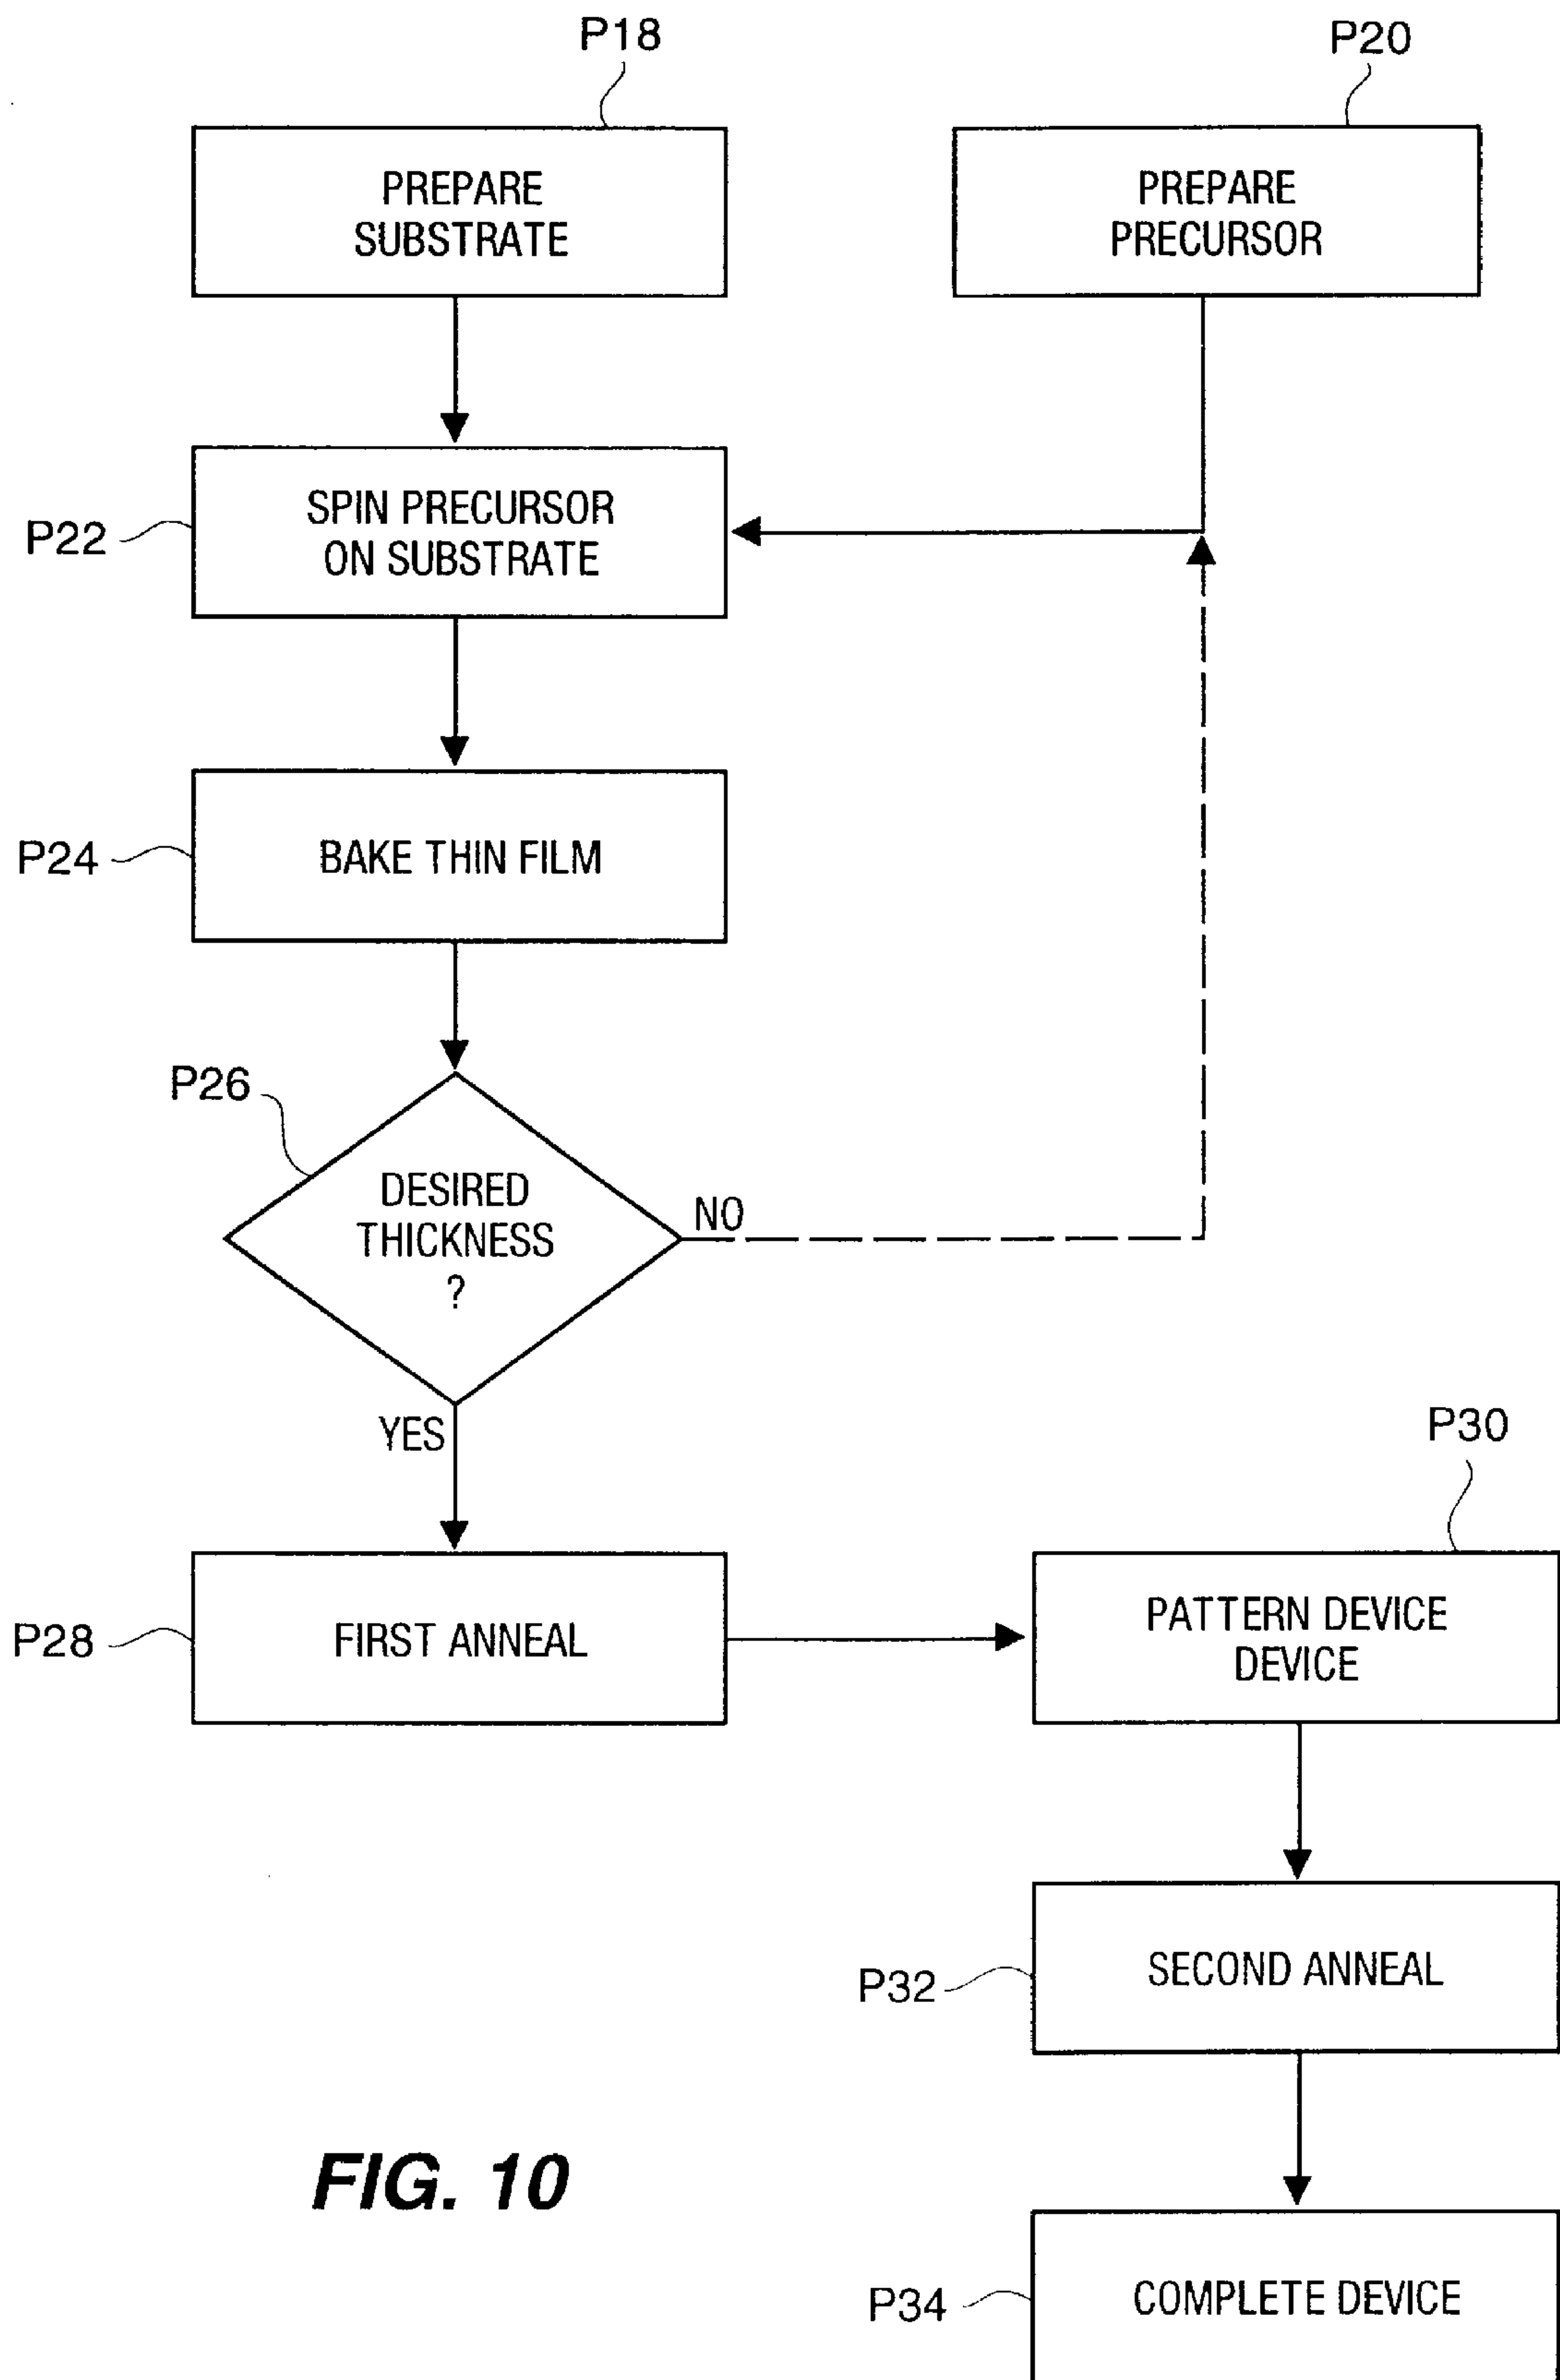 P18
P20
PREPARE
SUBSTRATE
PREPARE
PRECURSOR
P22
SPIN PRECURSOR
ON SUBSTRATE
P24
BAKE THIN FILM
P26
DESIRED
THICKNESS
?
NO
YES
P30
P28
FIRST ANNEAL
PATTERN DEVICE
DEVICE
P32
SECOND ANNEAL
FIG. 10
P34
COMPLETE DEVICE